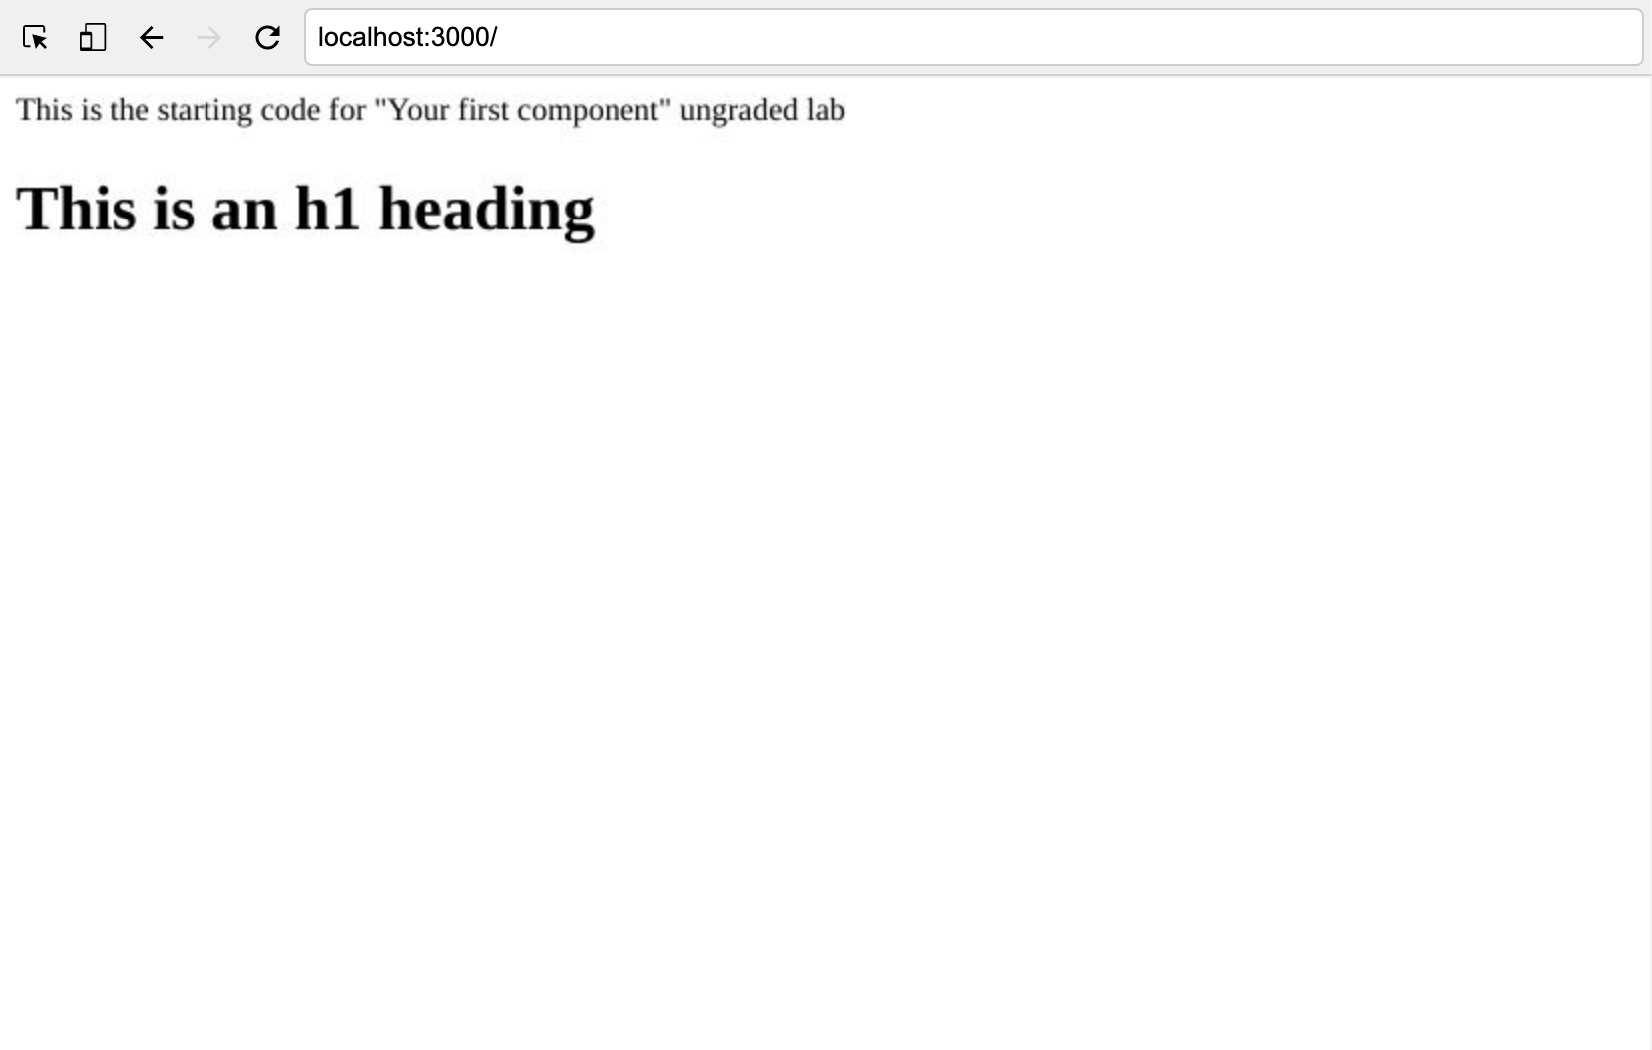 localhost:3000/
This is the starting code for "Your first component" ungraded lab
This is an h1 heading